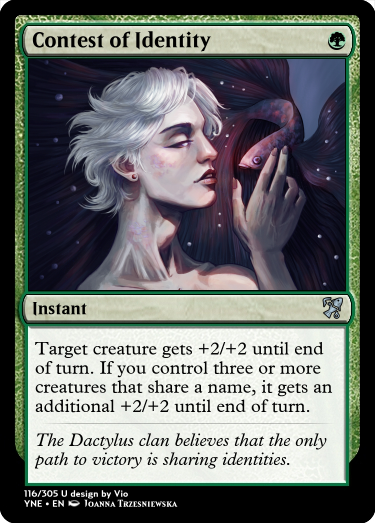 Contest of Identity
Instant
Target creature gets +2/+2 until end
of turn. If you control three or more
creatures that share a name, it gets an
additional +2/+2 until end of turn.
The Dactylus clan believes that the only
path to victory is sharing identities.
116/305 U design by Vio
YNE • EN Joanna Trzesniewska